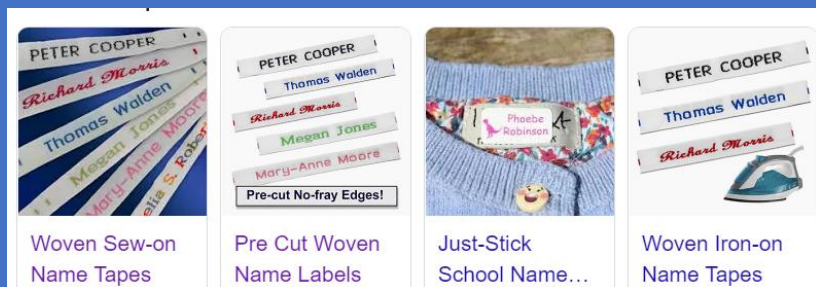 PETER COOPER
Richard Morris
Thomas Walden
Megan Jones
Mary-Anne Moore
elia S. Rober
PETER COOPER
Thomas Walden
Richard Morris
Megan Jones
Mary-Anne Moore
Pre-cut No-fray Edges!
Phoebe
Robinson
PETER COOPER
Thomas Walden
Richard Morris
Woven Sew-on
Name Tapes
Pre Cut Woven
Name Labels
Just-Stick
School Name…
Woven Iron-on
Name Tapes